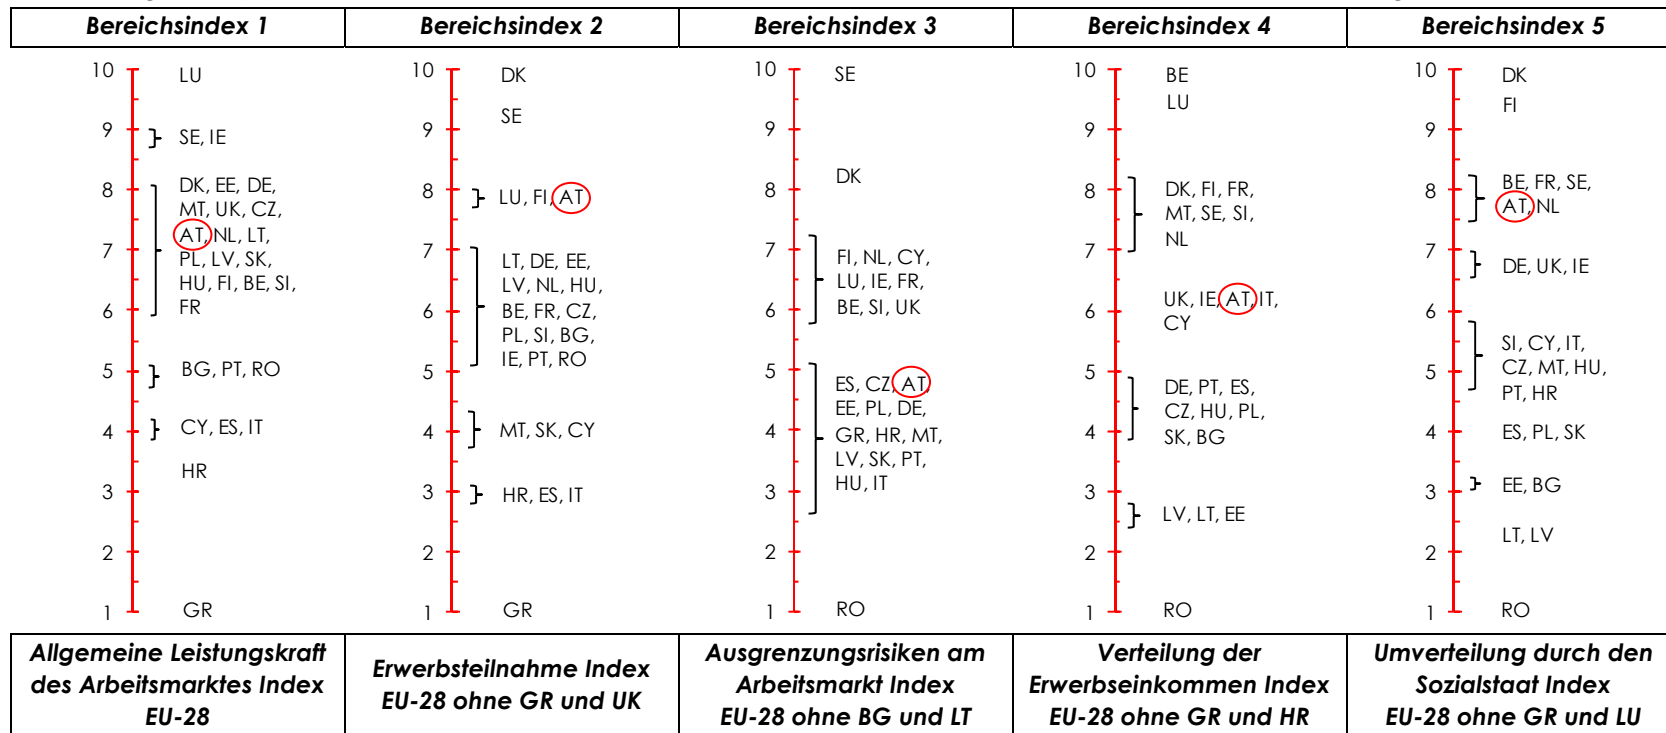 Bereichsindex 1
Bereichsindex 2
Bereichsindex 3
Bereichsindex 4
Bereichsindex 5
10
9
8
7
6
5
4
3
2
1
LU
SE, IE
DK, EE, DE,
MT, UK, CZ,
AT, NL, LT,
PL, LV, SK,
HU, FI, BE, SI,
FR
BG, PT, RO
CY, ES, IT
HR
GR
10
9
8
7
6
5
4
3
2
1
DK
SE
LU, FI, AT
LT, DE, EE,
LV, NL, HU,
BE, FR, CZ,
PL, SI, BG,
IE, PT, RO
MT, SK, CY
HR, ES, IT
GR
10
9
8
7
6
5
4
3
2
1
SE
DK
FI, NL, CY,
LU, IE, FR,
BE, SI, UK
ES, CZ, AT,
EE, PL, DE,
GR, HR, MT,
LV, SK, PT,
HU, IT
RO
10
9
8
7
6
5
4
3
2
1
BE
LU
DK, FI, FR,
MT, SE, SI,
NL
UK, IE, AT, IT,
CY
DE, PT, ES,
CZ, HU, PL,
SK, BG
LV, LT, EE
RO
10
9
8
7
6
5
4
3
2
1
DK
FI
BE, FR, SE,
AT, NL
DE, UK, IE
SI, CY, IT,
CZ, MT, HU,
PT, HR
ES, PL, SK
EE, BG
LT, LV
RO
Allgemeine Leistungskraft
des Arbeitsmarktes Index
EU-28
Erwerbsteilnahme Index
EU-28 ohne GR und UK
Ausgrenzungsrisiken am
Arbeitsmarkt Index
EU-28 ohne BG und LT
Verteilung der
Erwerbseinkommen Index
EU-28 ohne GR und HR
Umverteilung durch den
Sozialstaat Index
EU-28 ohne GR und LU